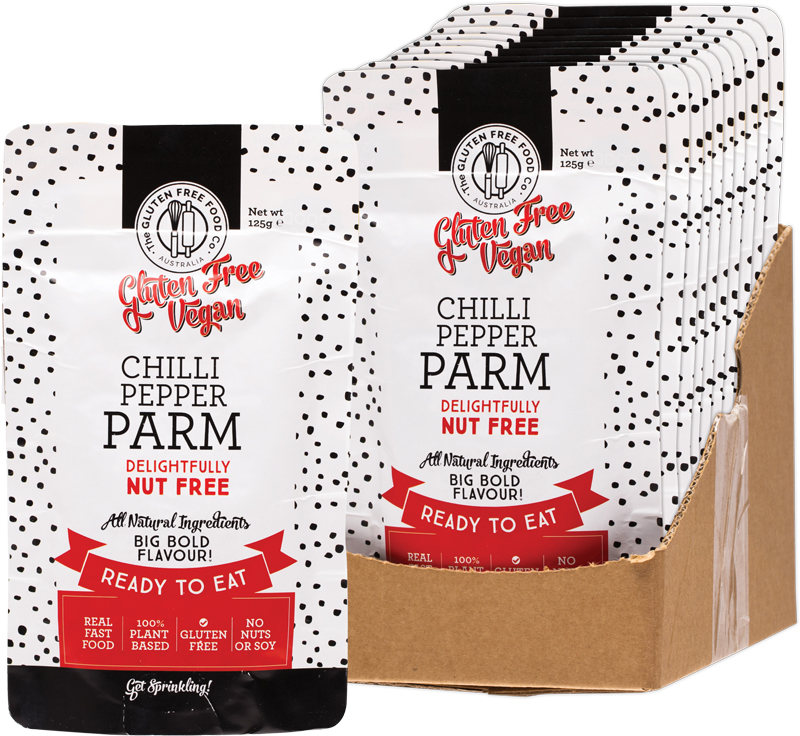 The GLUTEN FREE FOOD Co.
AUSTRALIA
Net wt
125g e
Gluten Free
Vegan
CHILLI
PEPPER
PARM
DELIGHTFULLY
NUT FREE
All Natural Ingredients
BIG BOLD
FLAVOUR!
READY TO EAT
REAL
FAST
FOOD
100%
PLANT
BASED
GLUTEN
FREE
NO
NUTS
OR SOY
Get Sprinkling!
The GLUTEN FREE FOOD Co.
AUSTRALIA
Net wt
125g e
Gluten Free
Vegan
CHILLI
PEPPER
PARM
DELIGHTFULLY
NUT FREE
All Natural Ingredients
BIG BOLD
FLAVOUR!
READY TO EAT
REAL
100%
NO